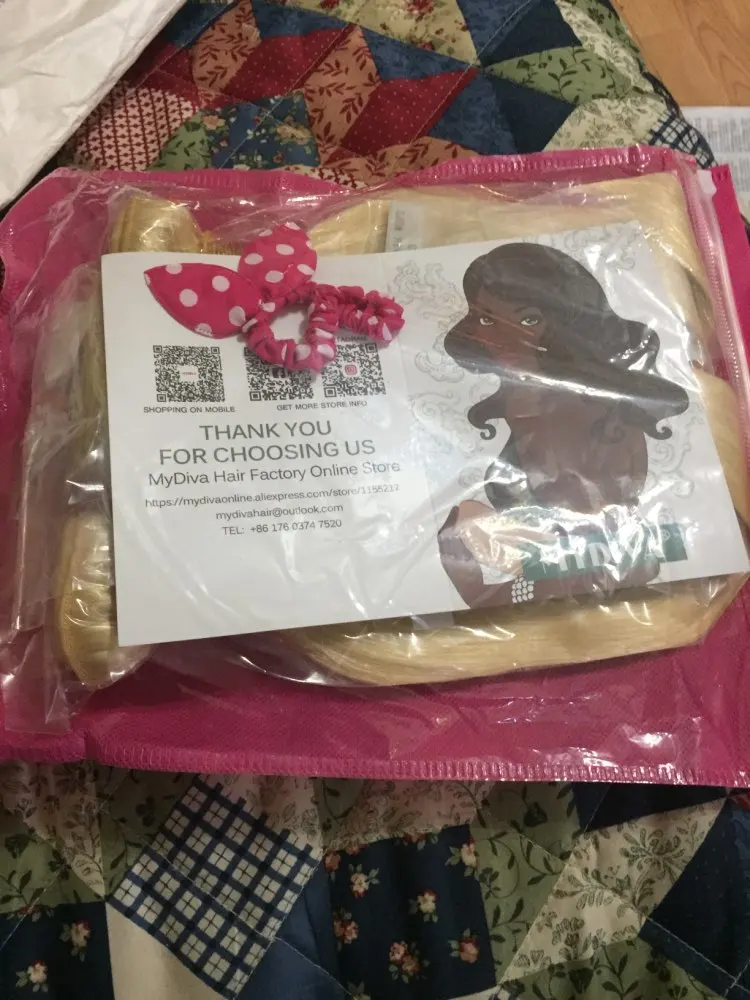 SHOPPING ON MOBILE
GET MORE STORE INFO
THANK YOU
FOR CHOOSING US
MyDiva Hair Factory Online Store
https://mydivaonline.aliexpress.com/store/1155212
mydivahair@outlook.com
TEL: +86 176 0374 7520